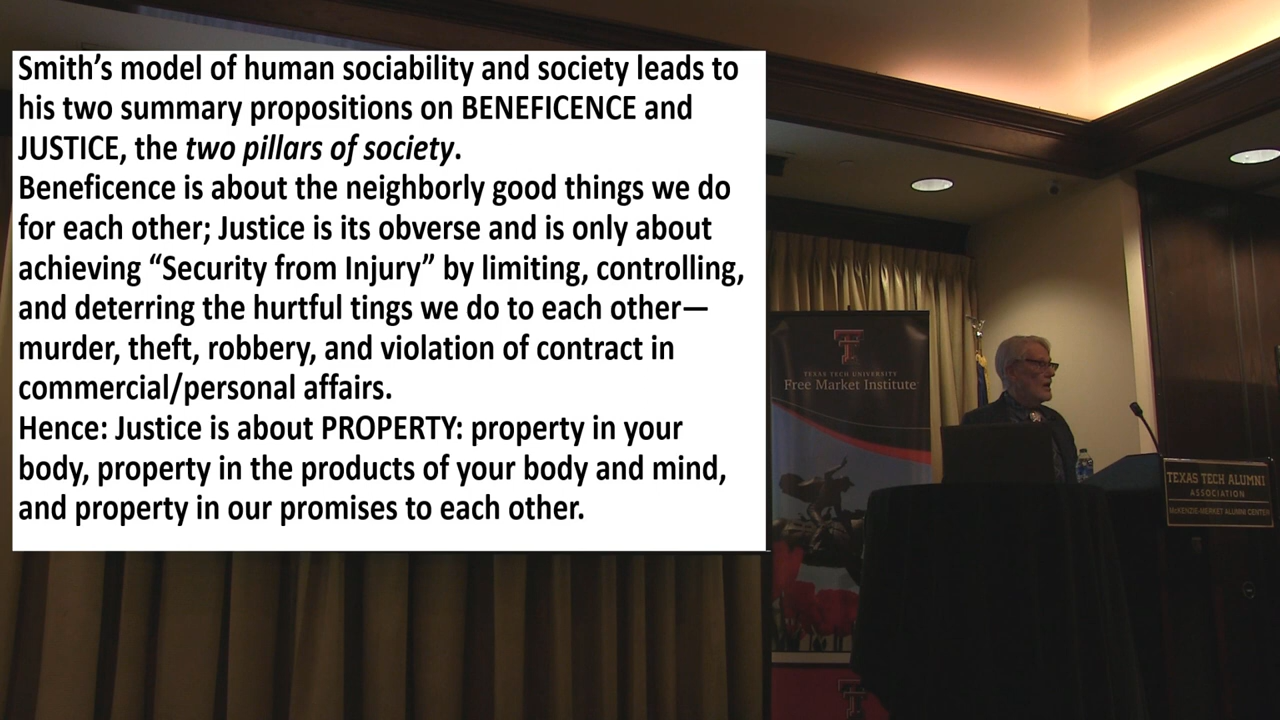 Smith’s model of human sociability and society leads to
his two summary propositions on BENEFICENCE and
JUSTICE, the two pillars of society.
Beneficence is about the neighborly good things we do
for each other; Justice is its obverse and is only about
achieving “Security from Injury” by limiting, controlling,
and deterring the hurtful tings we do to each other—
murder, theft, robbery, and violation of contract in
commercial/personal affairs.
Hence: Justice is about PROPERTY: property in your
body, property in the products of your body and mind,
and property in our promises to each other.
TEXAS TECH UNIVERSITY
Free Market Institute
TEXAS TECH ALUMNI
ASSOCIATION
McKENZIE-MERKET ALUMNI CENTER